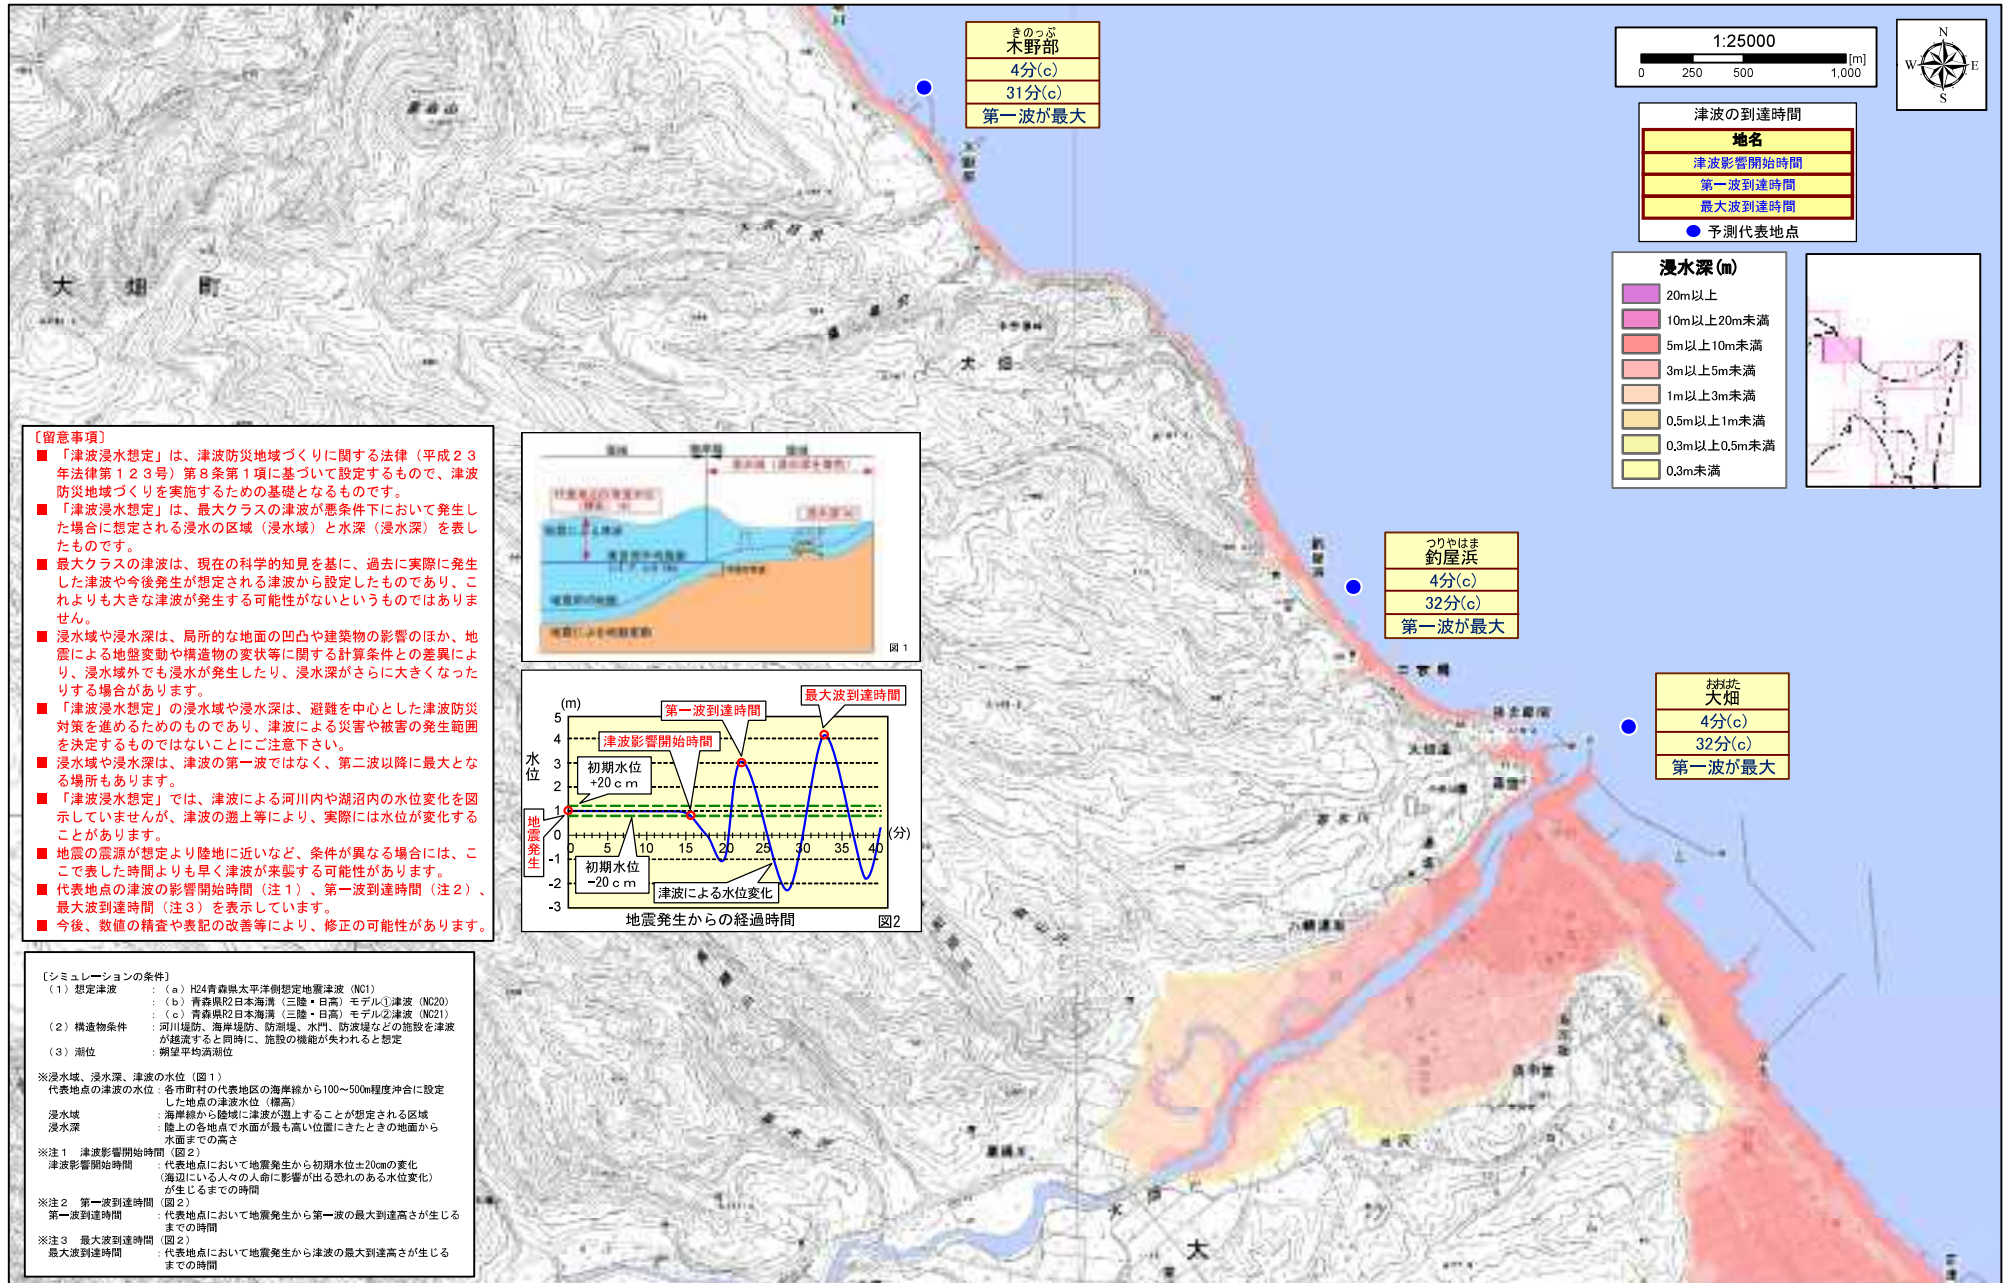 きのっぷ
木野部
4分(c)
31分(c)
第一波が最大
1:25000
[m]
0 250 500 1,000
N
W E
S
津波の到達時間
地名
津波影響開始時間
第一波到達時間
最大波到達時間
予測代表地点
浸水深(m)
20m以上
10m以上20m未満
5m以上10m未満
3m以上5m未満
1m以上3m未満
0.5m以上1m未満
0.3m以上0.5m未満
0.3m未満
大畑町
大畑
つりやはま
釣屋浜
4分(c)
32分(c)
第一波が最大
釣屋浜
二枚橋
おおはた
大畑
4分(c)
32分(c)
第一波が最大
〔留意事項〕
■ 「津波浸水想定」は、津波防災地域づくりに関する法律（平成２３
年法律第１２３号）第８条第１項に基づいて設定するもので、津波
防災地域づくりを実施するための基礎となるものです。
■ 「津波浸水想定」は、最大クラスの津波が悪条件下において発生し
た場合に想定される浸水の区域（浸水域）と水深（浸水深）を表し
たものです。
■ 最大クラスの津波は、現在の科学的知見を基に、過去に実際に発生
した津波や今後発生が想定される津波から設定したものであり、こ
れよりも大きな津波が発生する可能性がないというものではありま
せん。
■ 浸水域や浸水深は、局所的な地面の凹凸や建築物の影響のほか、地
震による地盤変動や構造物の変状等に関する計算条件との差異によ
り、浸水域外でも浸水が発生したり、浸水深がさらに大きくなった
りする場合があります。
■ 「津波浸水想定」の浸水域や浸水深は、避難を中心とした津波防災
対策を進めるためのものであり、津波による災害や被害の発生範囲
を決定するものではないことにご注意下さい。
■ 浸水域や浸水深は、津波の第一波ではなく、第二波以降に最大とな
る場所もあります。
■ 「津波浸水想定」では、津波による河川内や湖沼内の水位変化を図
示していませんが、津波の遡上等により、実際には水位が変化する
ことがあります。
■ 地震の震源が想定より陸地に近いなど、条件が異なる場合には、こ
こで表した時間よりも早く津波が来襲する可能性があります。
■ 代表地点の津波の影響開始時間（注１）、第一波到達時間（注２）、
最大波到達時間（注３）を表示しています。
■ 今後、数値の精査や表記の改善等により、修正の可能性があります。
図1
(m)
水位
5
4
3
2
1
0
-1
-2
-3
0 5 10 15 20 25 30 35 40
(分)
最大波到達時間
第一波到達時間
津波影響開始時間
初期水位
+20ｃｍ
地震発生
初期水位
-20ｃｍ
津波による水位変化
地震発生からの経過時間
図2
〔シミュレーションの条件〕
（１）想定津波 ：（ａ）H24青森県太平洋側想定地震津波（NC1）
：（ｂ）青森県R2日本海溝（三陸・日高）モデル①津波（NC20）
：（ｃ）青森県R2日本海溝（三陸・日高）モデル②津波（NC21）
（２）構造物条件 ：河川堤防、海岸堤防、防潮堤、水門、防波堤などの施設を津波
が越流すると同時に、施設の機能が失われると想定
（３）潮位 ：朔望平均満潮位
※浸水域、浸水深、津波の水位（図１）
代表地点の津波の水位：各市町村の代表地区の海岸線から100～500m程度沖合に設定
した地点の津波水位（標高）
浸水域 ：海岸線から陸域に津波が遡上することが想定される区域
浸水深 ：陸上の各地点で水面が最も高い位置にきたときの地面から
水面までの高さ
※注１ 津波影響開始時間（図２）
津波影響開始時間 ：代表地点において地震発生から初期水位±20cmの変化
（海辺にいる人々の人命に影響が出る恐れのある水位変化）
が生じるまでの時間
※注２ 第一波到達時間（図２）
第一波到達時間 ：代表地点において地震発生から第一波の最大到達高さが生じる
までの時間
※注３ 最大波到達時間（図２）
最大波到達時間 ：代表地点において地震発生から津波の最大到達高さが生じる
までの時間
大